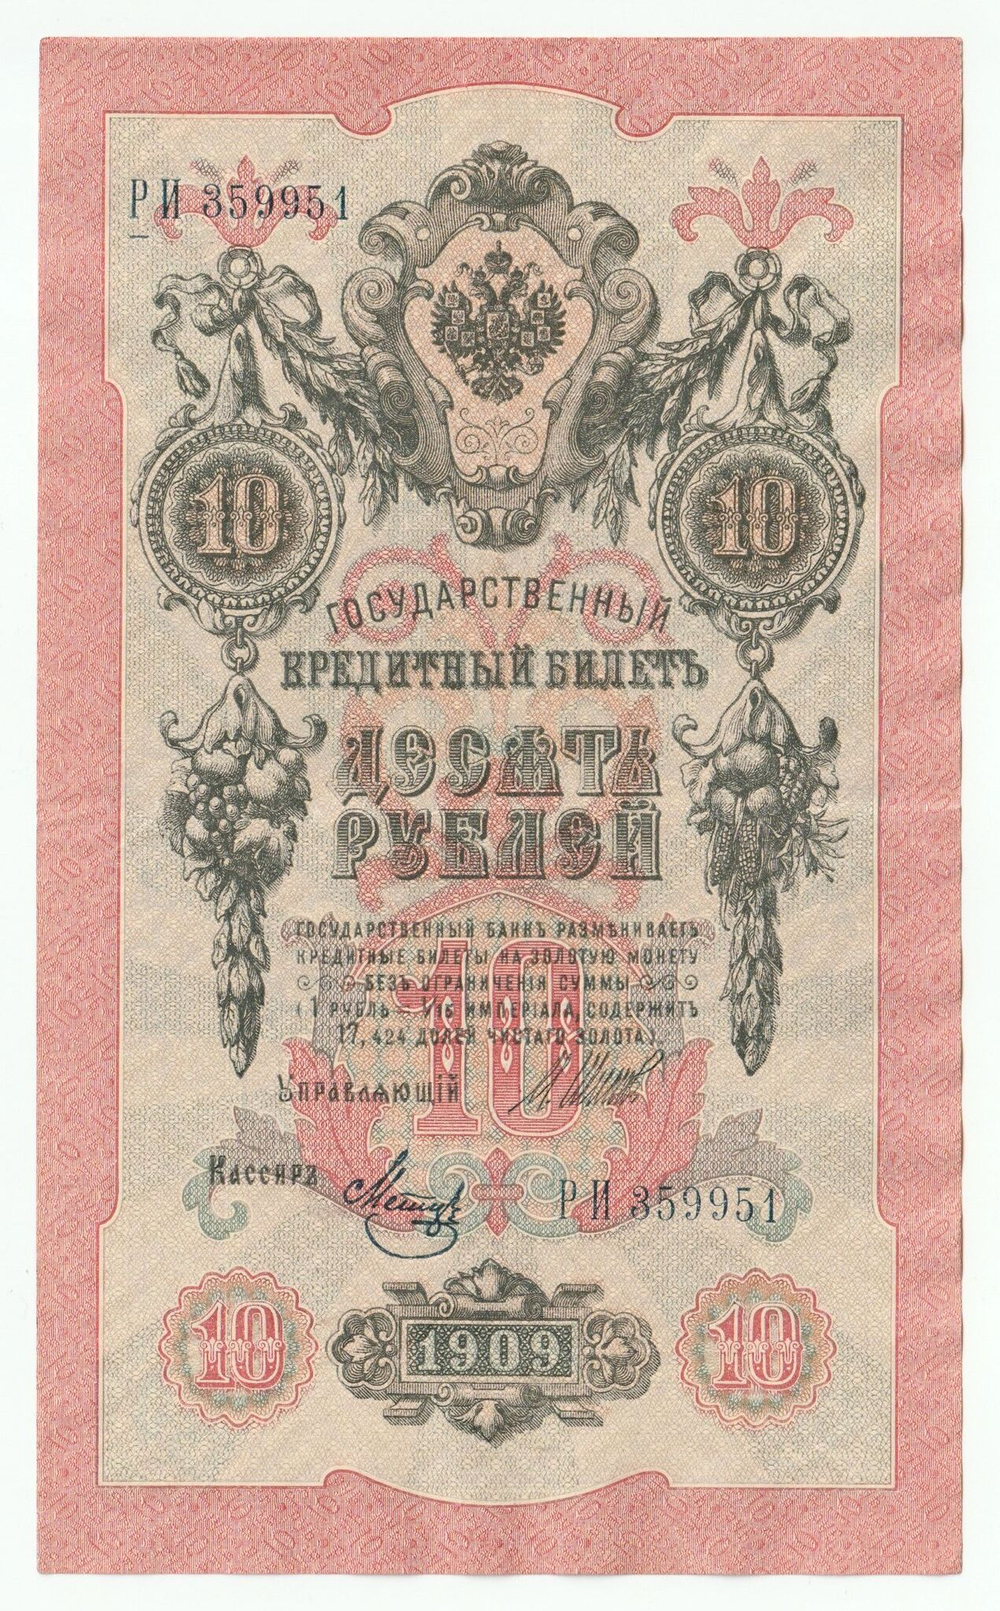 РИ 359951
10 10
ГОСУДАРСТВЕННЫЙ
КРЕДИТНЫЙ БИЛЕТЪ
ДЕСЯТЬ
РУБЛЕЙ
10
ГОСУДАРСТВЕННЫЙ БАНКЪ РАЗМѢНИВАЕТЪ
КРЕДИТНЫЕ БИЛЕТЫ НА ЗОЛОТУЮ МОНЕТУ
БЕЗЪ ОГРАНИЧЕНІЯ СУММЫ
(1 РУБЛЬ = 1/15 ИМПЕРІАЛА, СОДЕРЖИТЪ
17,424 ДОЛЕЙ ЧИСТАГО ЗОЛОТА).
УПРАВЛЯЮЩІЙ
КАССИРЪ
РИ 359951
10 1909 10